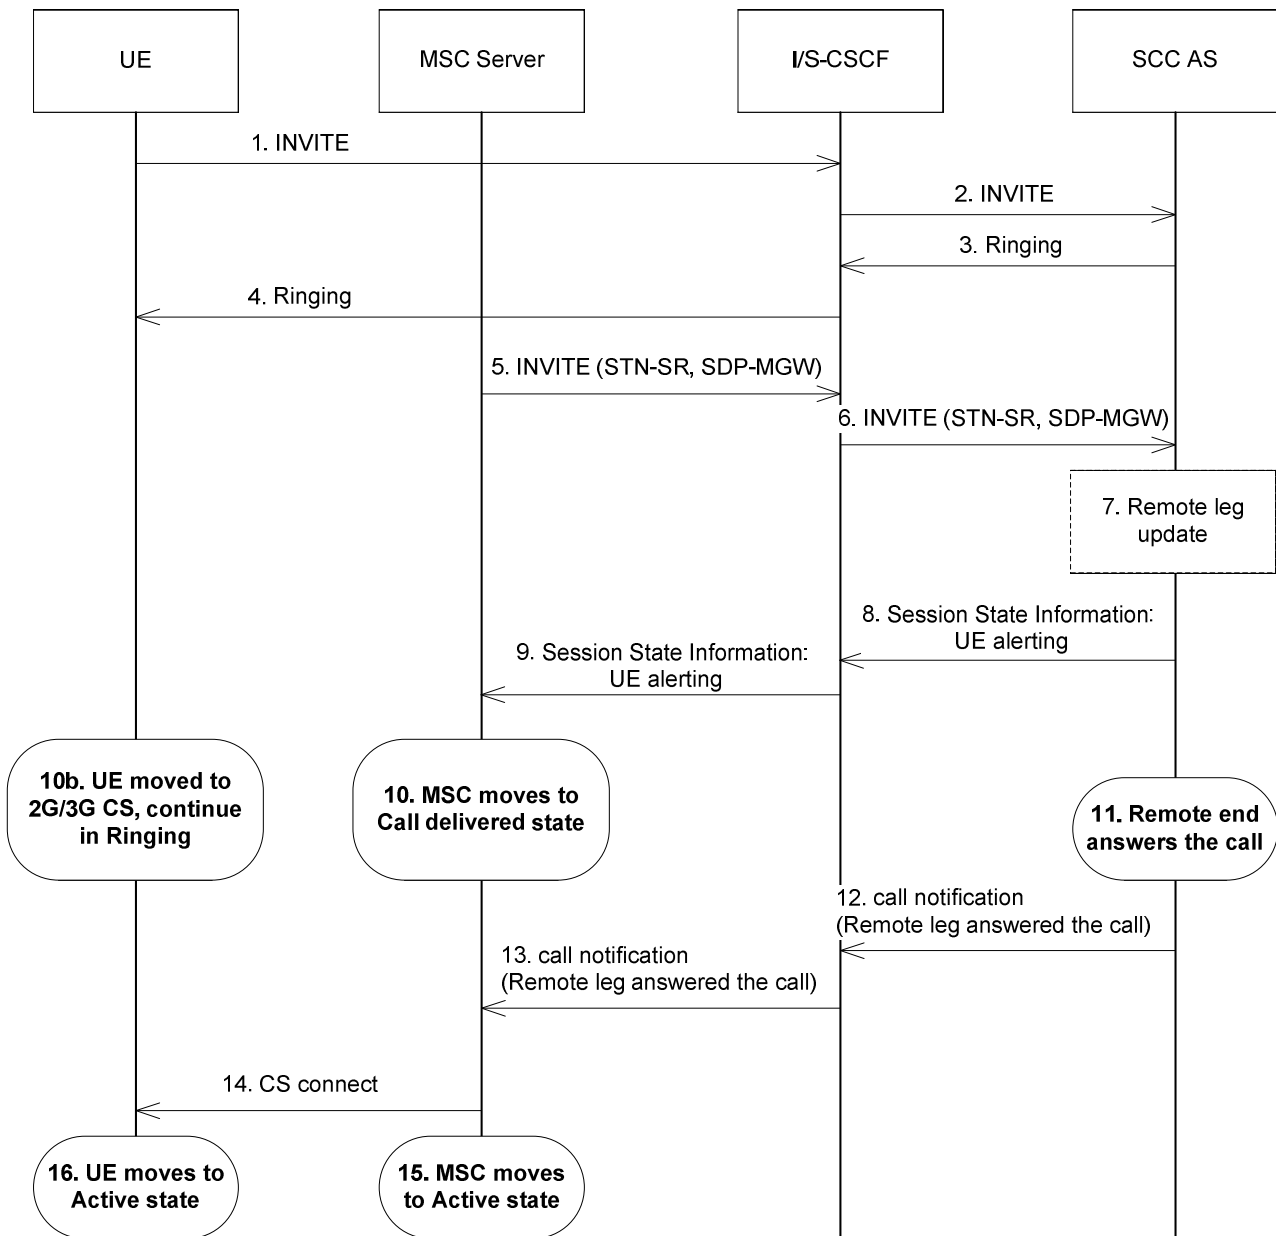 UE
MSC Server
I/S-CSCF
SCC AS
1. INVITE
2. INVITE
3. Ringing
4. Ringing
5. INVITE (STN-SR, SDP-MGW)
6. INVITE (STN-SR, SDP-MGW)
7. Remote leg
update
8. Session State Information:
UE alerting
9. Session State Information:
UE alerting
10b. UE moved to
2G/3G CS, continue
in Ringing
10. MSC moves to
Call delivered state
11. Remote end
answers the call
12. call notification
(Remote leg answered the call)
13. call notification
(Remote leg answered the call)
14. CS connect
16. UE moves to
Active state
15. MSC moves
to Active state